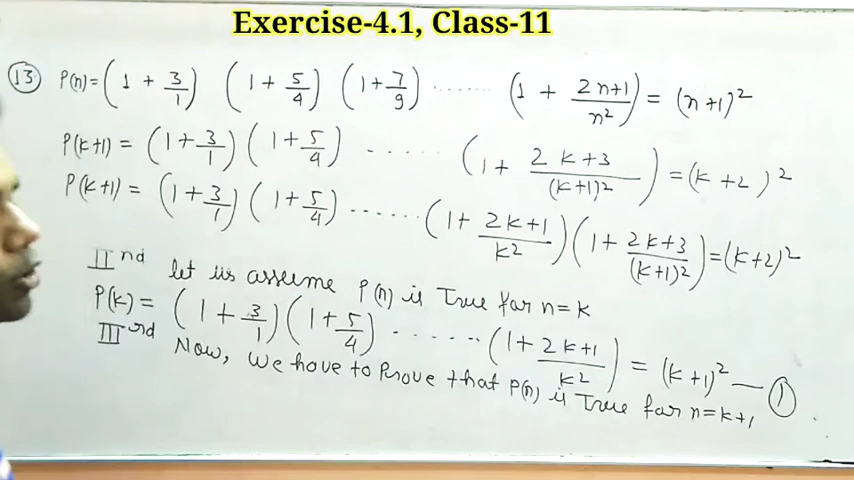 Exercise-4.1, Class-11
(13) P(n) = (1 + 3/1) (1 + 5/4) (1 + 7/9) ....... (1 + 2n+1/n²) = (n+1)²
P(k+1) = (1 + 3/1) (1 + 5/4) ..... (1 + 2k+3/(k+1)²) = (k+2)²
P(k+1) = (1 + 3/1) (1 + 5/4) ....... (1 + 2k+1/k²) (1 + 2k+3/(k+1)²) = (k+2)²
IInd let us assume P(n) is True for n=k
P(k) = (1 + 3/1) (1 + 5/4) ....... (1 + 2k+1/k²) = (k+1)² — (1)
IIIrd Now, we have to Prove that P(n) is True for n=k+1